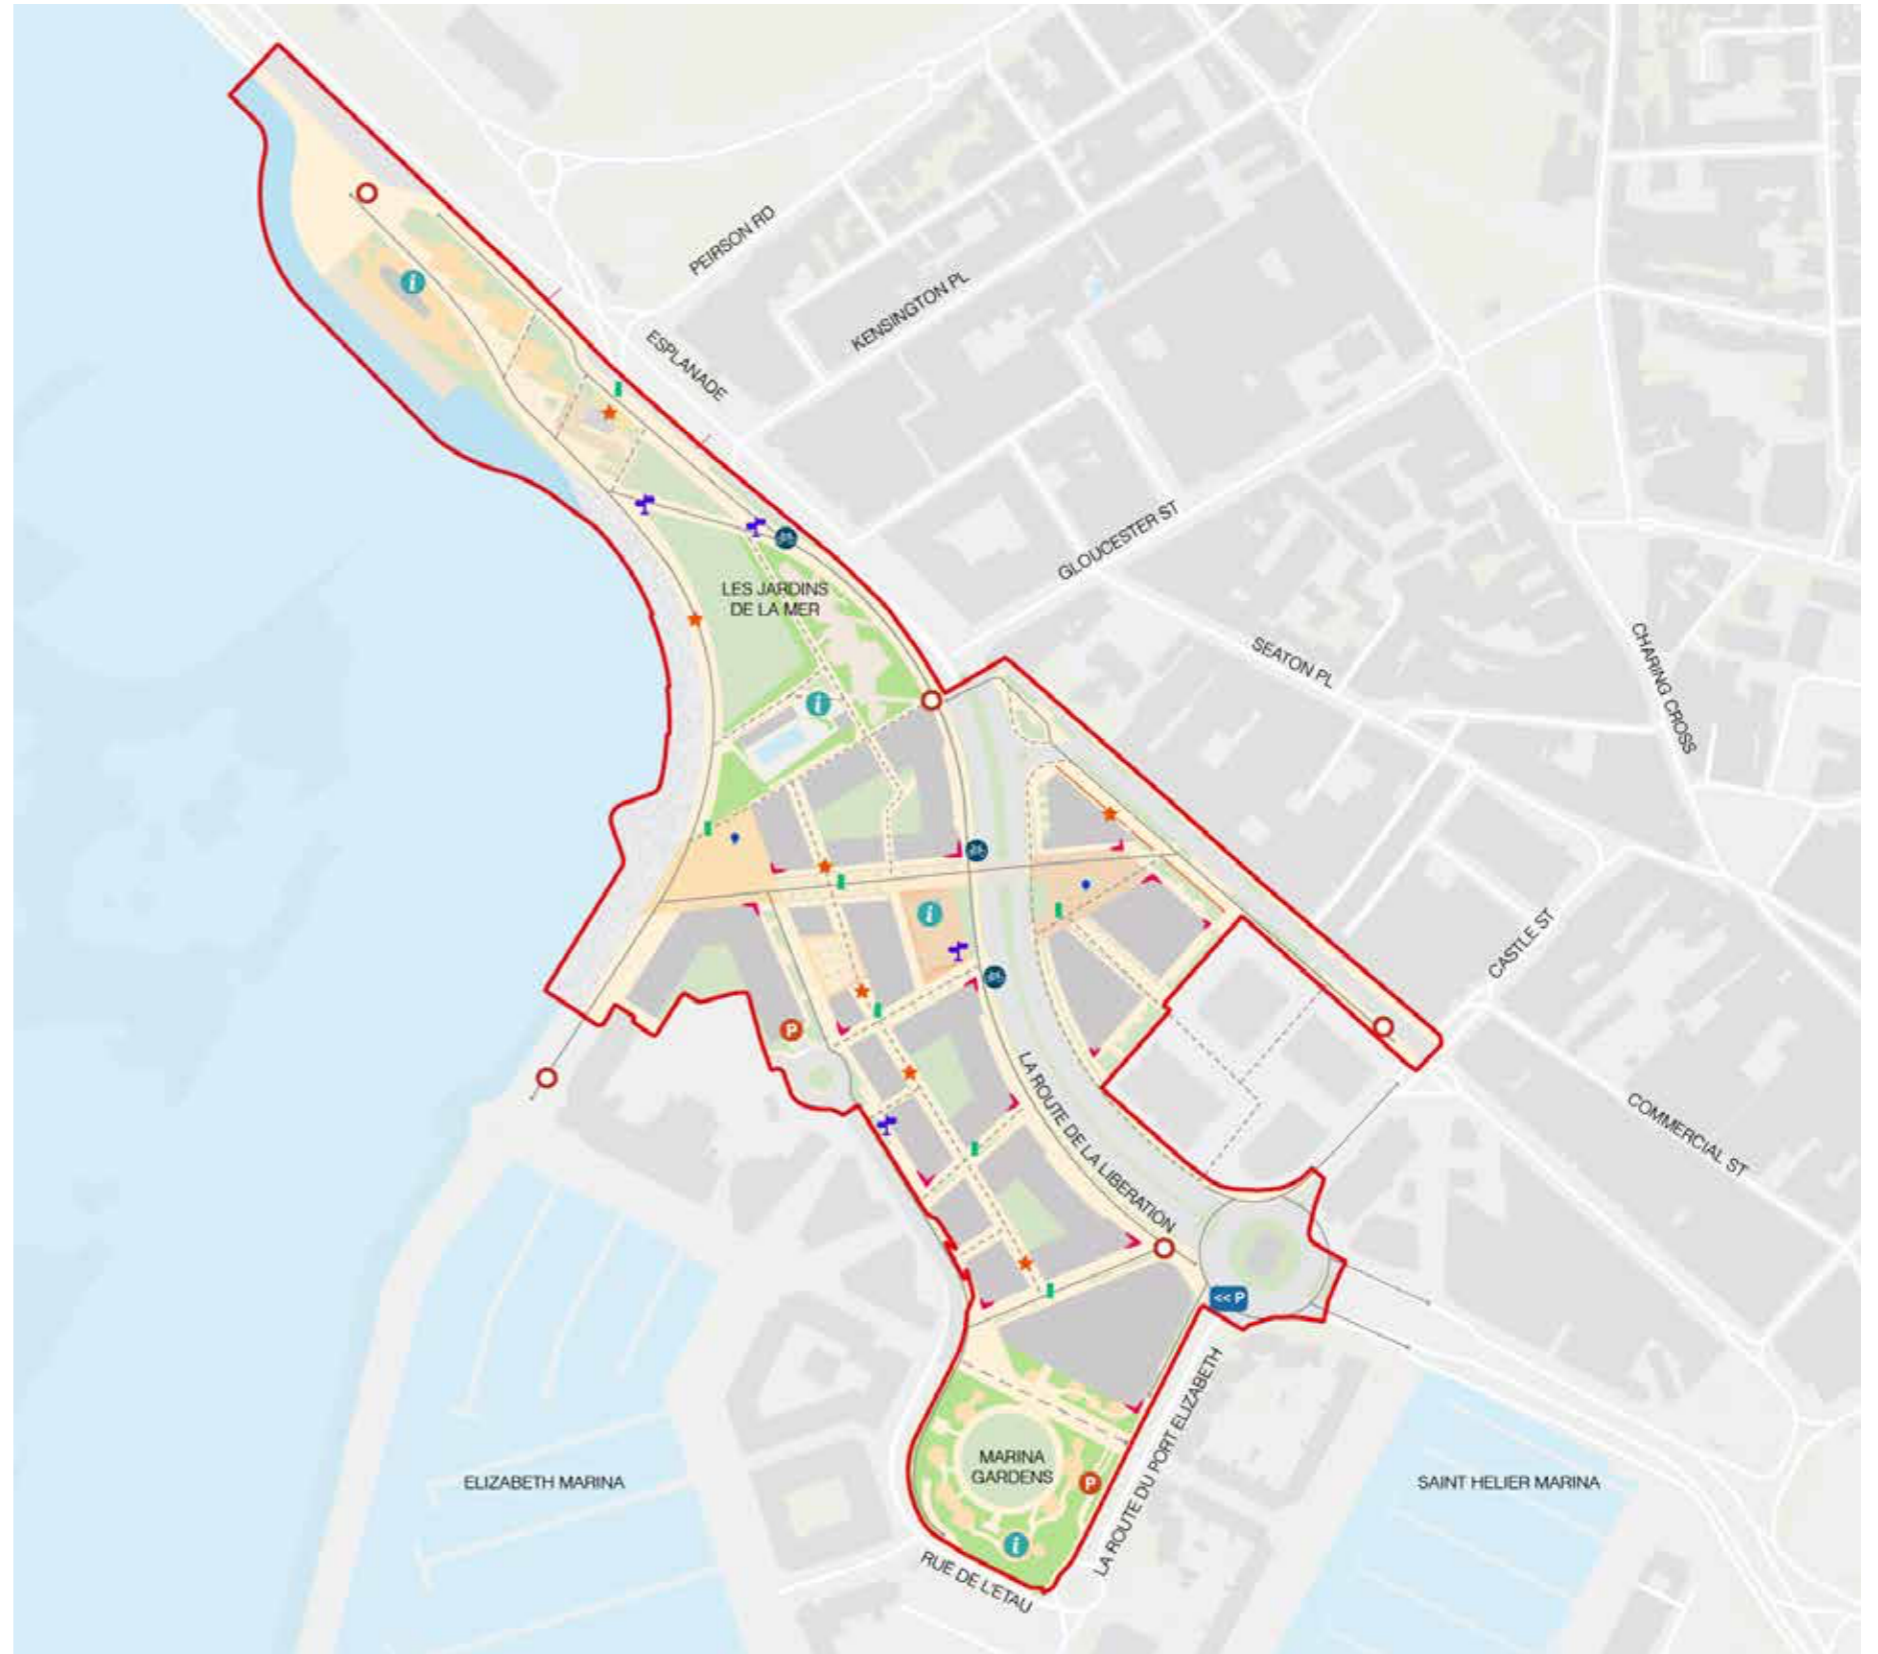 PEIRSON RD
KENSINGTON PL
ESPLANADE
GLOUCESTER ST
LES JARDINS
DE LA MER
SEATON PL
CHARING CROSS
CASTLE ST
COMMERCIAL ST
LA ROUTE DE LA LIBERATION
P
<< P
LA ROUTE DU PORT ELIZABETH
MARINA
GARDENS
P
ELIZABETH MARINA
SAINT HELIER MARINA
RUE DE L'ETAU
i
i
i
i